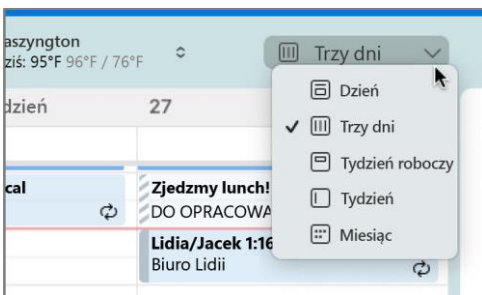 aszyngton
ziś: 95°F 96°F / 76°F
Trzy dni
dzień
27
Dzień
Trzy dni
Tydzień roboczy
Tydzień
Miesiąc
cal
Zjedzmy lunch!
DO OPRACOWA
Lidia/Jacek 1:16
Biuro Lidii